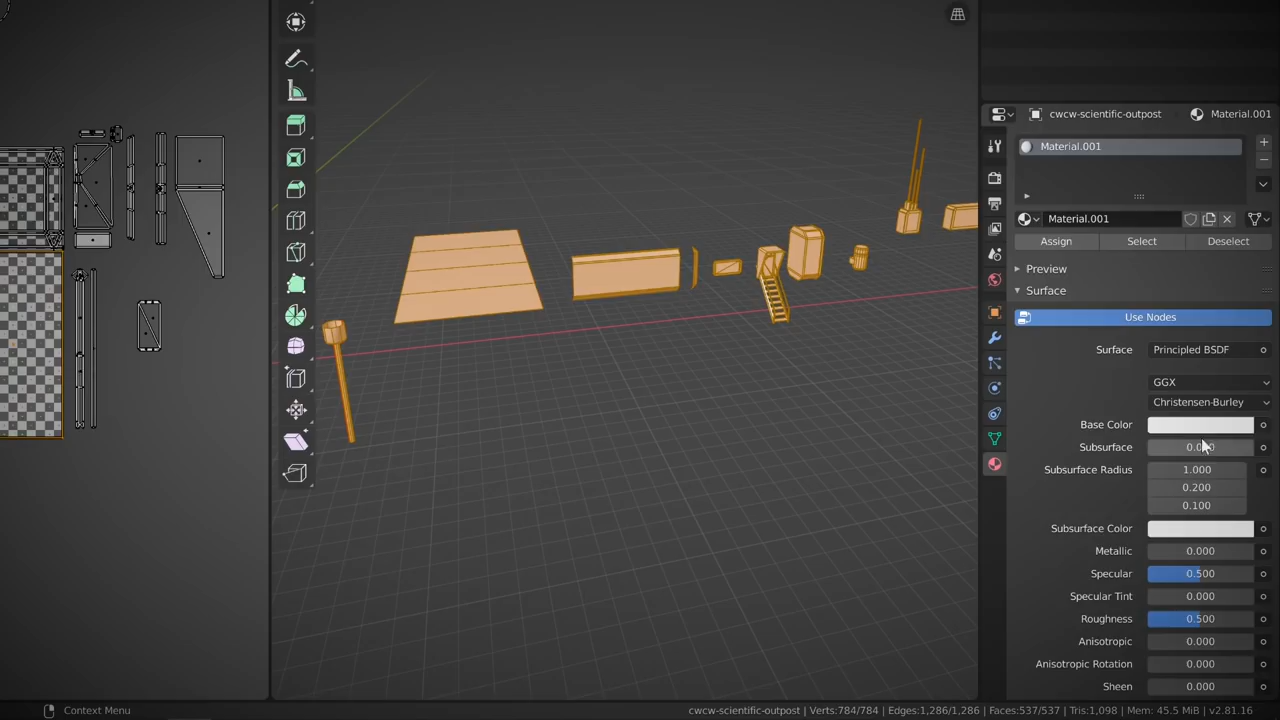 cwcw-scientific-outpost Material.001
Material.001
Material.001
Assign Select Deselect
Preview
Surface
Use Nodes
Surface Principled BSDF
GGX
Christensen-Burley
Base Color
Subsurface
Subsurface Radius 1.000
0.200
0.100
Subsurface Color
Metallic 0.000
Specular 0.500
Specular Tint 0.000
Roughness 0.500
Anisotropic 0.000
Anisotropic Rotation 0.000
Sheen 0.000
Context Menu cwcw-scientific-outpost | Verts:784/784 | Edges:1,286/1,286 | Faces:537/537 | Tris:1,098 | Mem: 45.5 MiB | v2.81.16